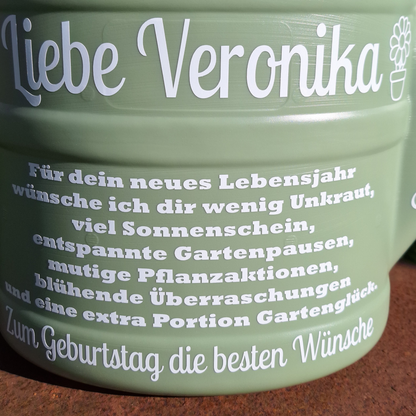 Liebe Veronika
Für dein neues Lebensjahr
wünsche ich dir wenig Unkraut,
viel Sonnenschein,
entspannte Gartenpausen,
mutige Pflanzaktionen,
blühende Überraschungen
und eine extra Portion Gartenglück.
Zum Geburtstag die besten Wünsche